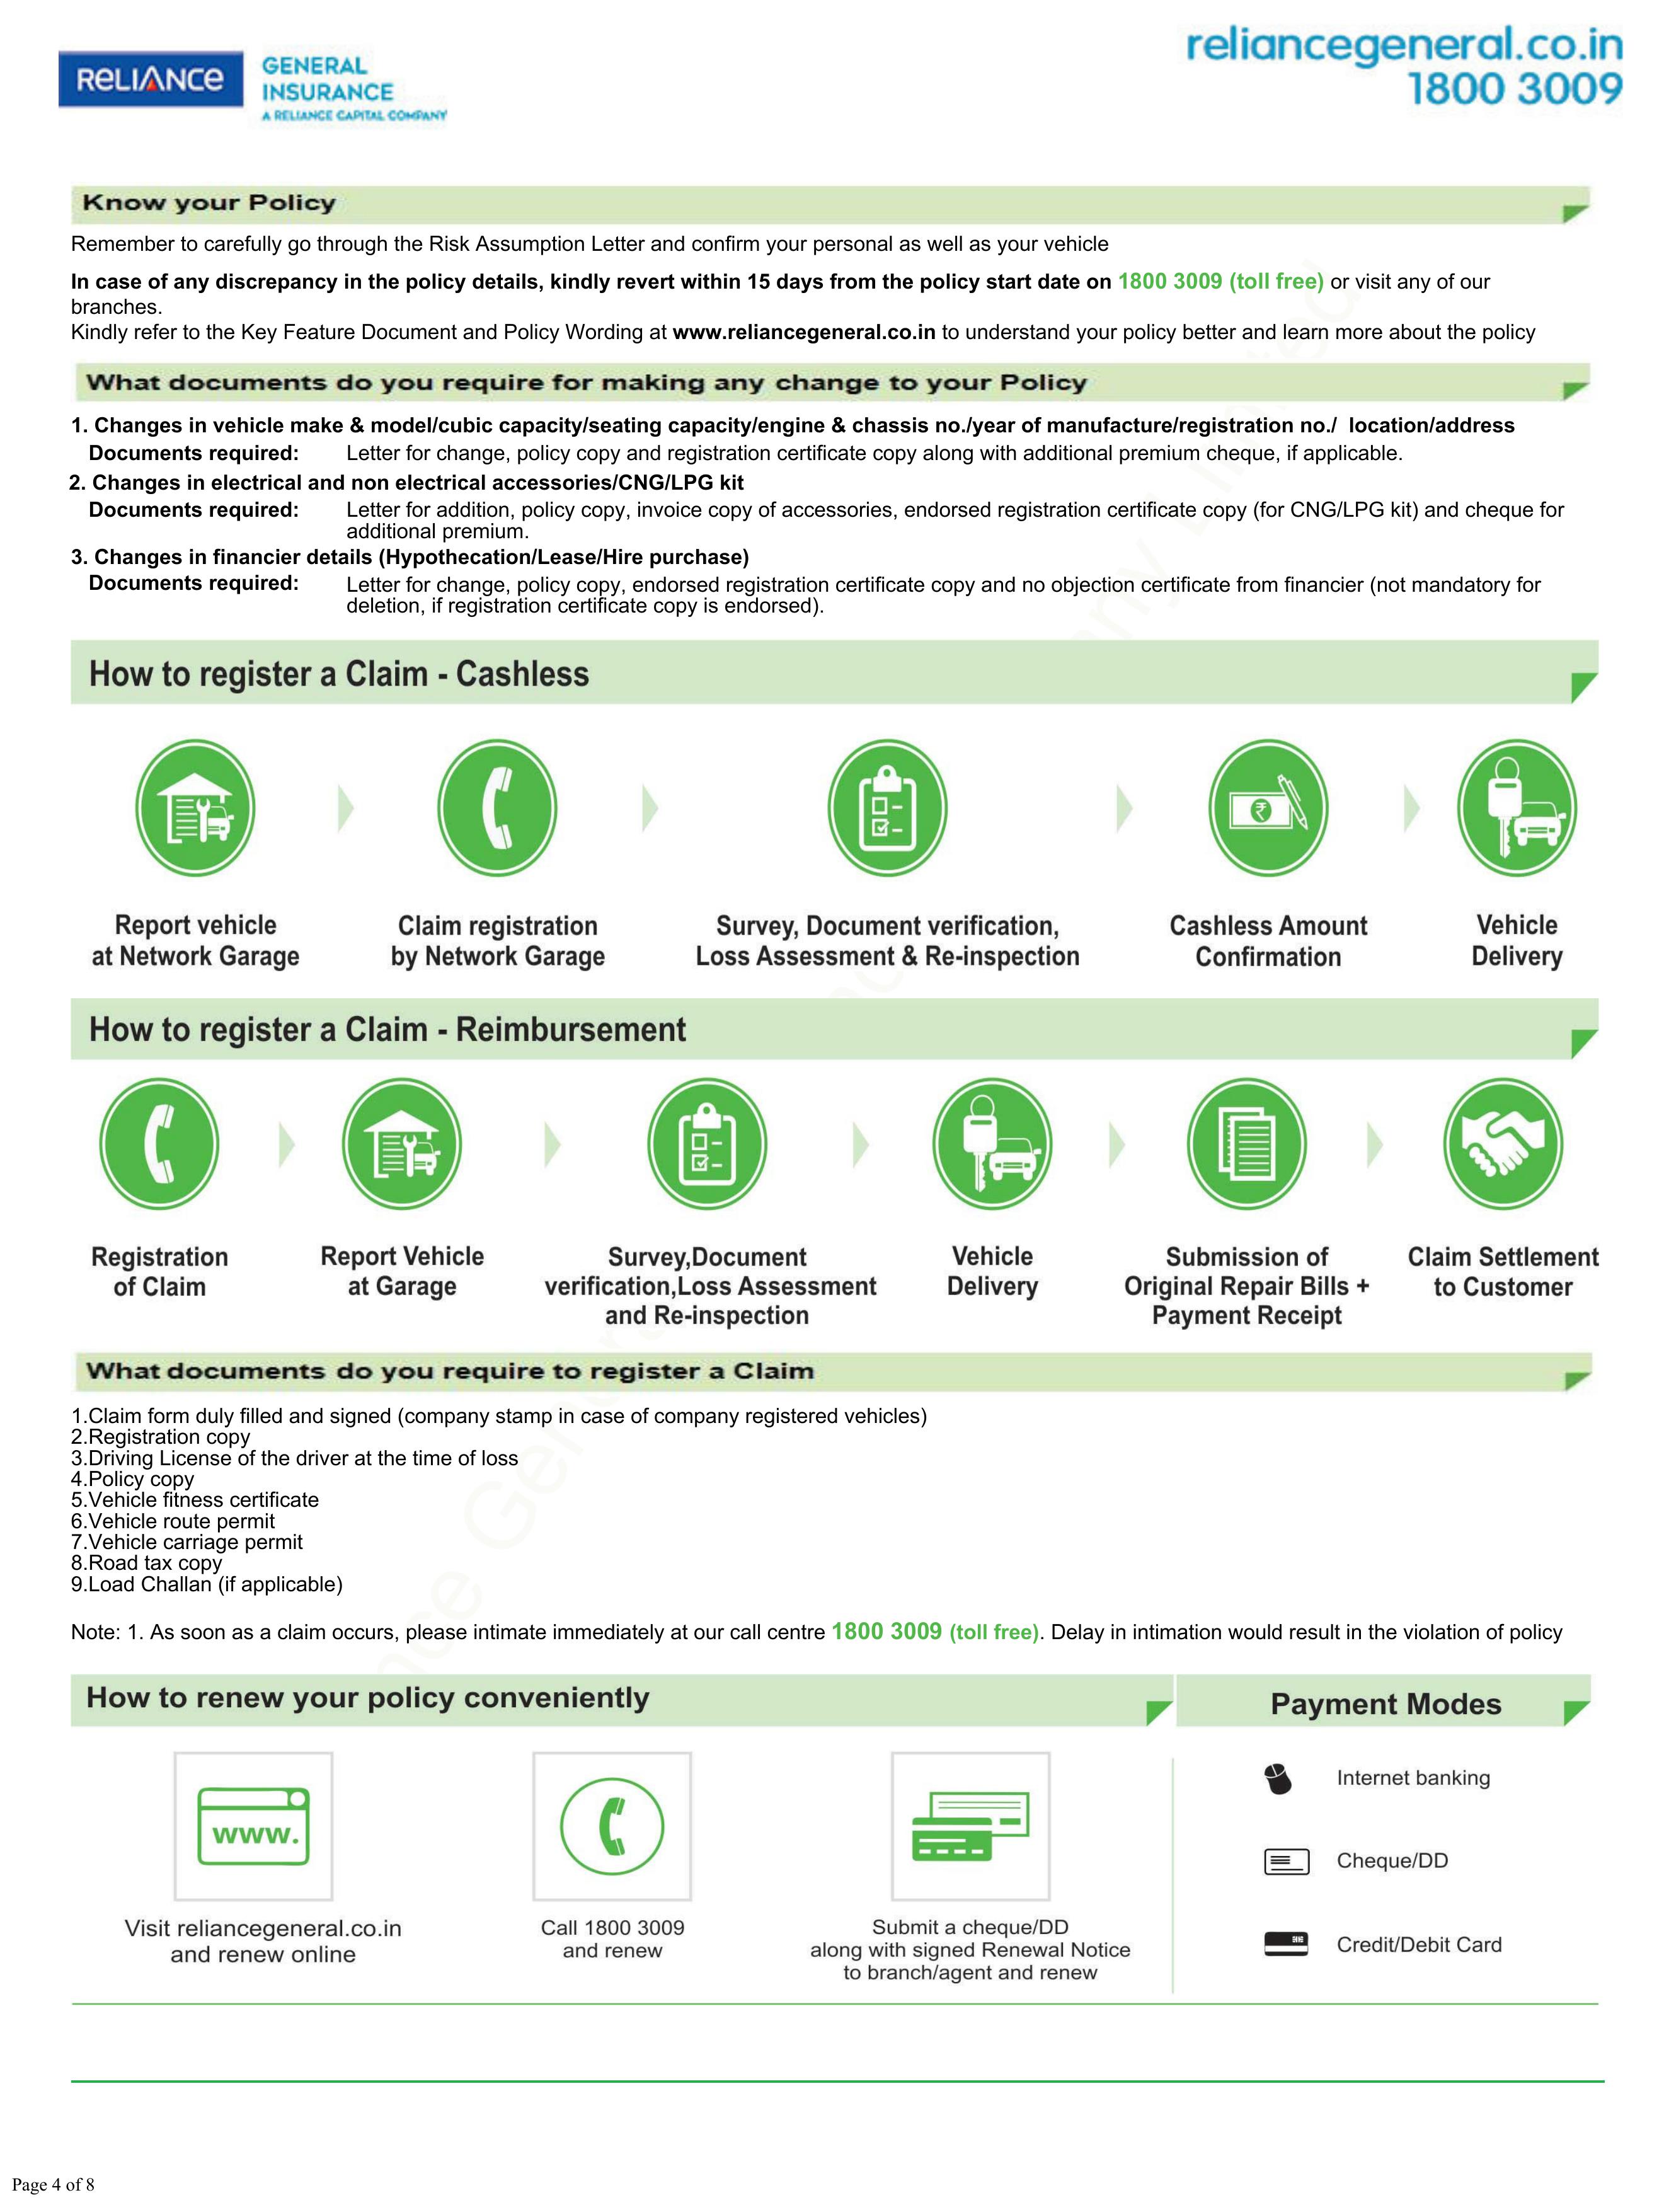 RELIANCE
GENERAL
INSURANCE
A RELIANCE CAPITAL COMPANY
reliancegeneral.co.in
1800 3009
Know your Policy
Remember to carefully go through the Risk Assumption Letter and confirm your personal as well as your vehicle
In case of any discrepancy in the policy details, kindly revert within 15 days from the policy start date on 1800 3009 (toll free) or visit any of our
branches.
Kindly refer to the Key Feature Document and Policy Wording at www.reliancegeneral.co.in to understand your policy better and learn more about the policy
What documents do you require for making any change to your Policy
1. Changes in vehicle make & model/cubic capacity/seating capacity/engine & chassis no./year of manufacture/registration no./ location/address
Documents required: Letter for change, policy copy and registration certificate copy along with additional premium cheque, if applicable.
2. Changes in electrical and non electrical accessories/CNG/LPG kit
Documents required: Letter for addition, policy copy, invoice copy of accessories, endorsed registration certificate copy (for CNG/LPG kit) and cheque for
additional premium.
3. Changes in financier details (Hypothecation/Lease/Hire purchase)
Documents required: Letter for change, policy copy, endorsed registration certificate copy and no objection certificate from financier (not mandatory for
deletion, if registration certificate copy is endorsed).
How to register a Claim - Cashless
Report vehicle
at Network Garage
Claim registration
by Network Garage
Survey, Document verification,
Loss Assessment & Re-inspection
Cashless Amount
Confirmation
Vehicle
Delivery
How to register a Claim - Reimbursement
Registration
of Claim
Report Vehicle
at Garage
Survey,Document
verification,Loss Assessment
and Re-inspection
Vehicle
Delivery
Submission of
Original Repair Bills +
Payment Receipt
Claim Settlement
to Customer
What documents do you require to register a Claim
1.Claim form duly filled and signed (company stamp in case of company registered vehicles)
2.Registration copy
3.Driving License of the driver at the time of loss
4.Policy copy
5.Vehicle fitness certificate
6.Vehicle route permit
7.Vehicle carriage permit
8.Road tax copy
9.Load Challan (if applicable)
Note: 1. As soon as a claim occurs, please intimate immediately at our call centre 1800 3009 (toll free). Delay in intimation would result in the violation of policy
How to renew your policy conveniently
www.
Visit reliancegeneral.co.in
and renew online
Call 1800 3009
and renew
Submit a cheque/DD
along with signed Renewal Notice
to branch/agent and renew
Payment Modes
Internet banking
Cheque/DD
Credit/Debit Card
Page 4 of 8